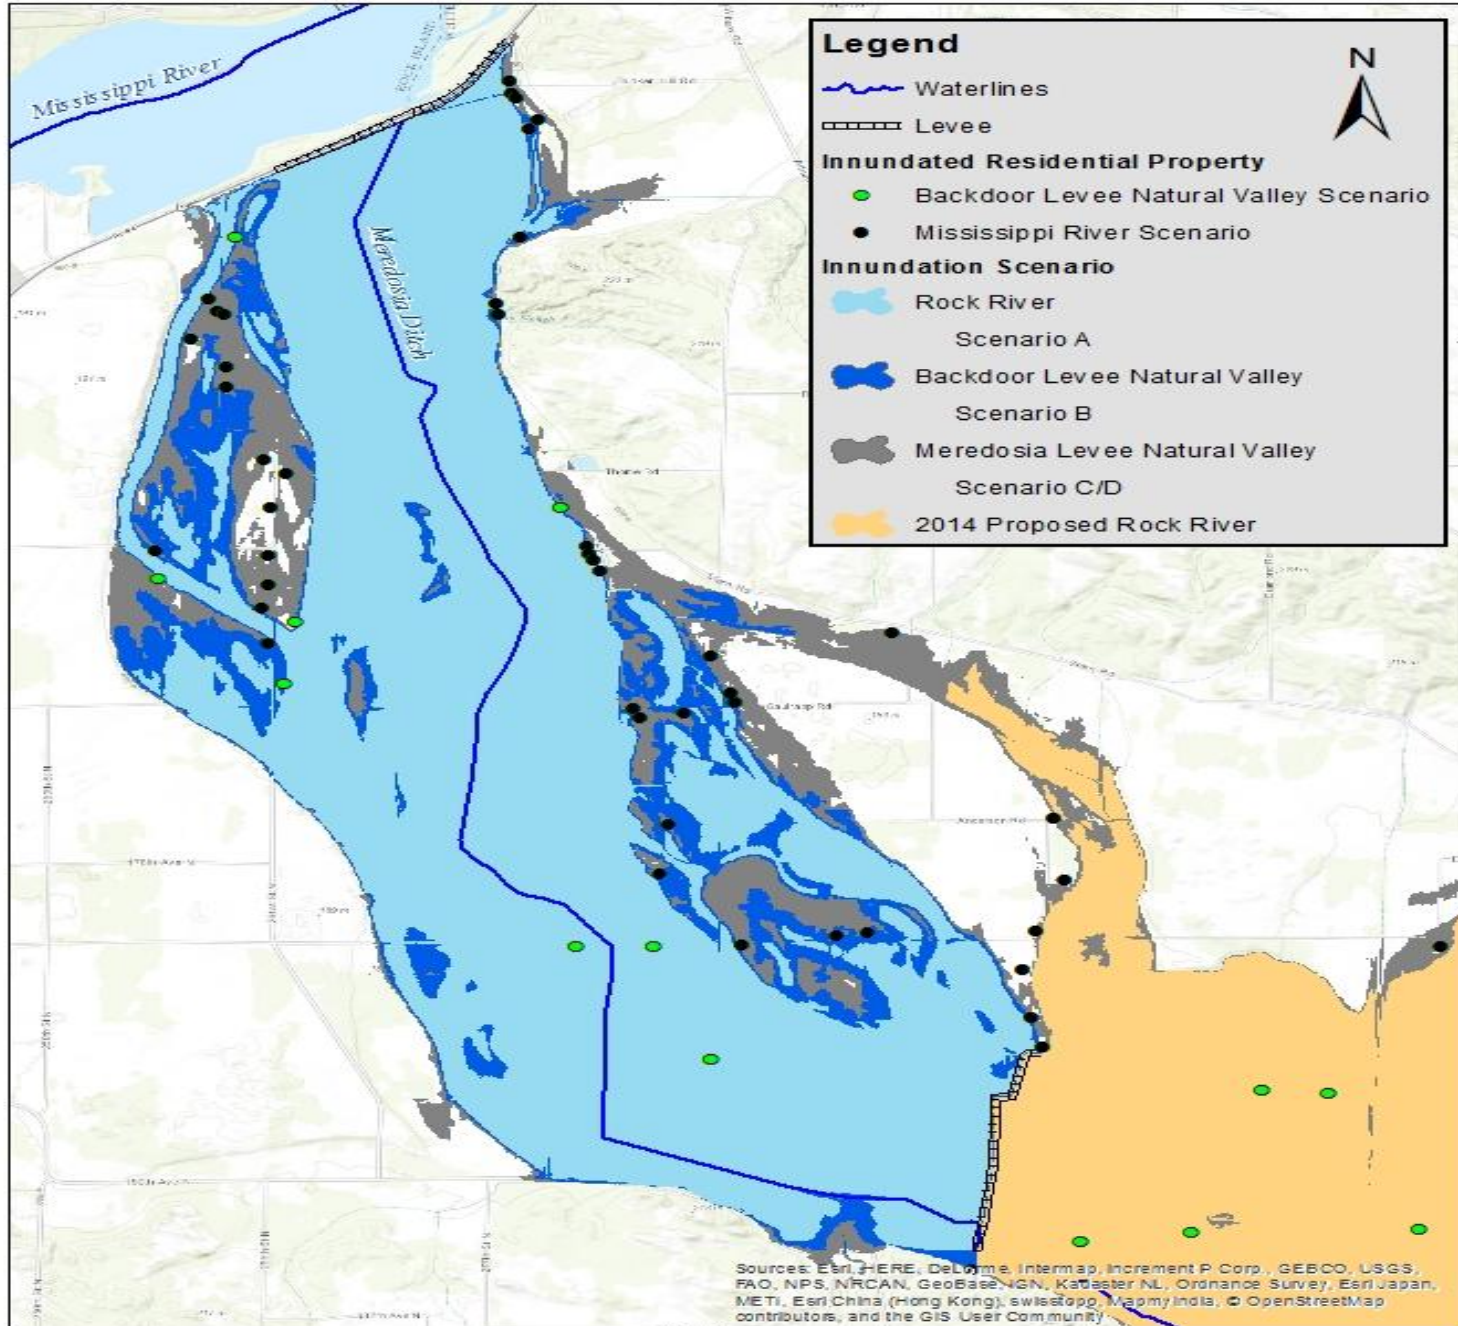 Mississippi River
ROCK ISLAND
Meredosia Ditch
Legend
N
Waterlines
Levee
Innundated Residential Property
Backdoor Levee Natural Valley Scenario
Mississippi River Scenario
Innundation Scenario
Rock River
Scenario A
Backdoor Levee Natural Valley
Scenario B
Meredosia Levee Natural Valley
Scenario C/D
2014 Proposed Rock River
Sources: Esri, HERE, DeLorme, Intermap, increment P Corp., GEBCO, USGS,
FAO, NPS, NRCAN, GeoBase, IGN, Kadaster NL, Ordnance Survey, Esri Japan,
METI, Esri China (Hong Kong), swisstopo, MapmyIndia, © OpenStreetMap
contributors, and the GIS User Community